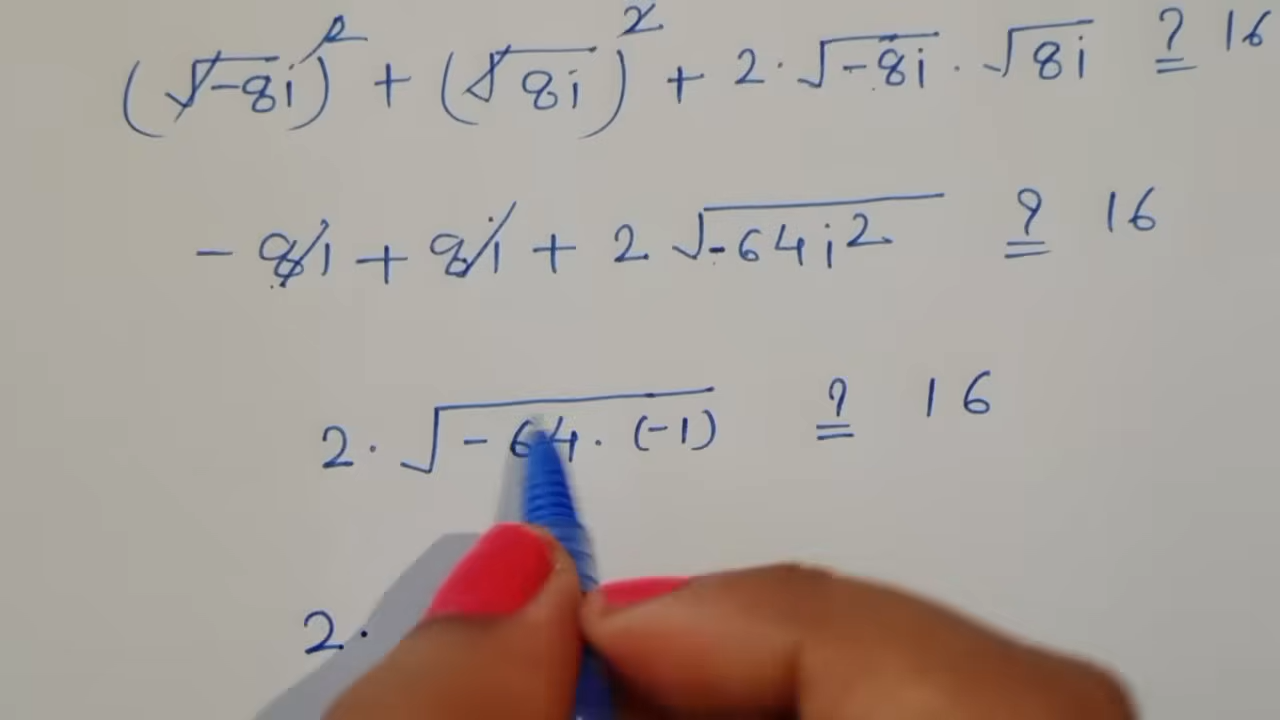 (√-8i)² + (√8i)² + 2·√-8i · √8i ≟ 16
- 8i + 8i + 2 √-64i² ≟ 16
2· √-64·(-1) ≟ 16
2·